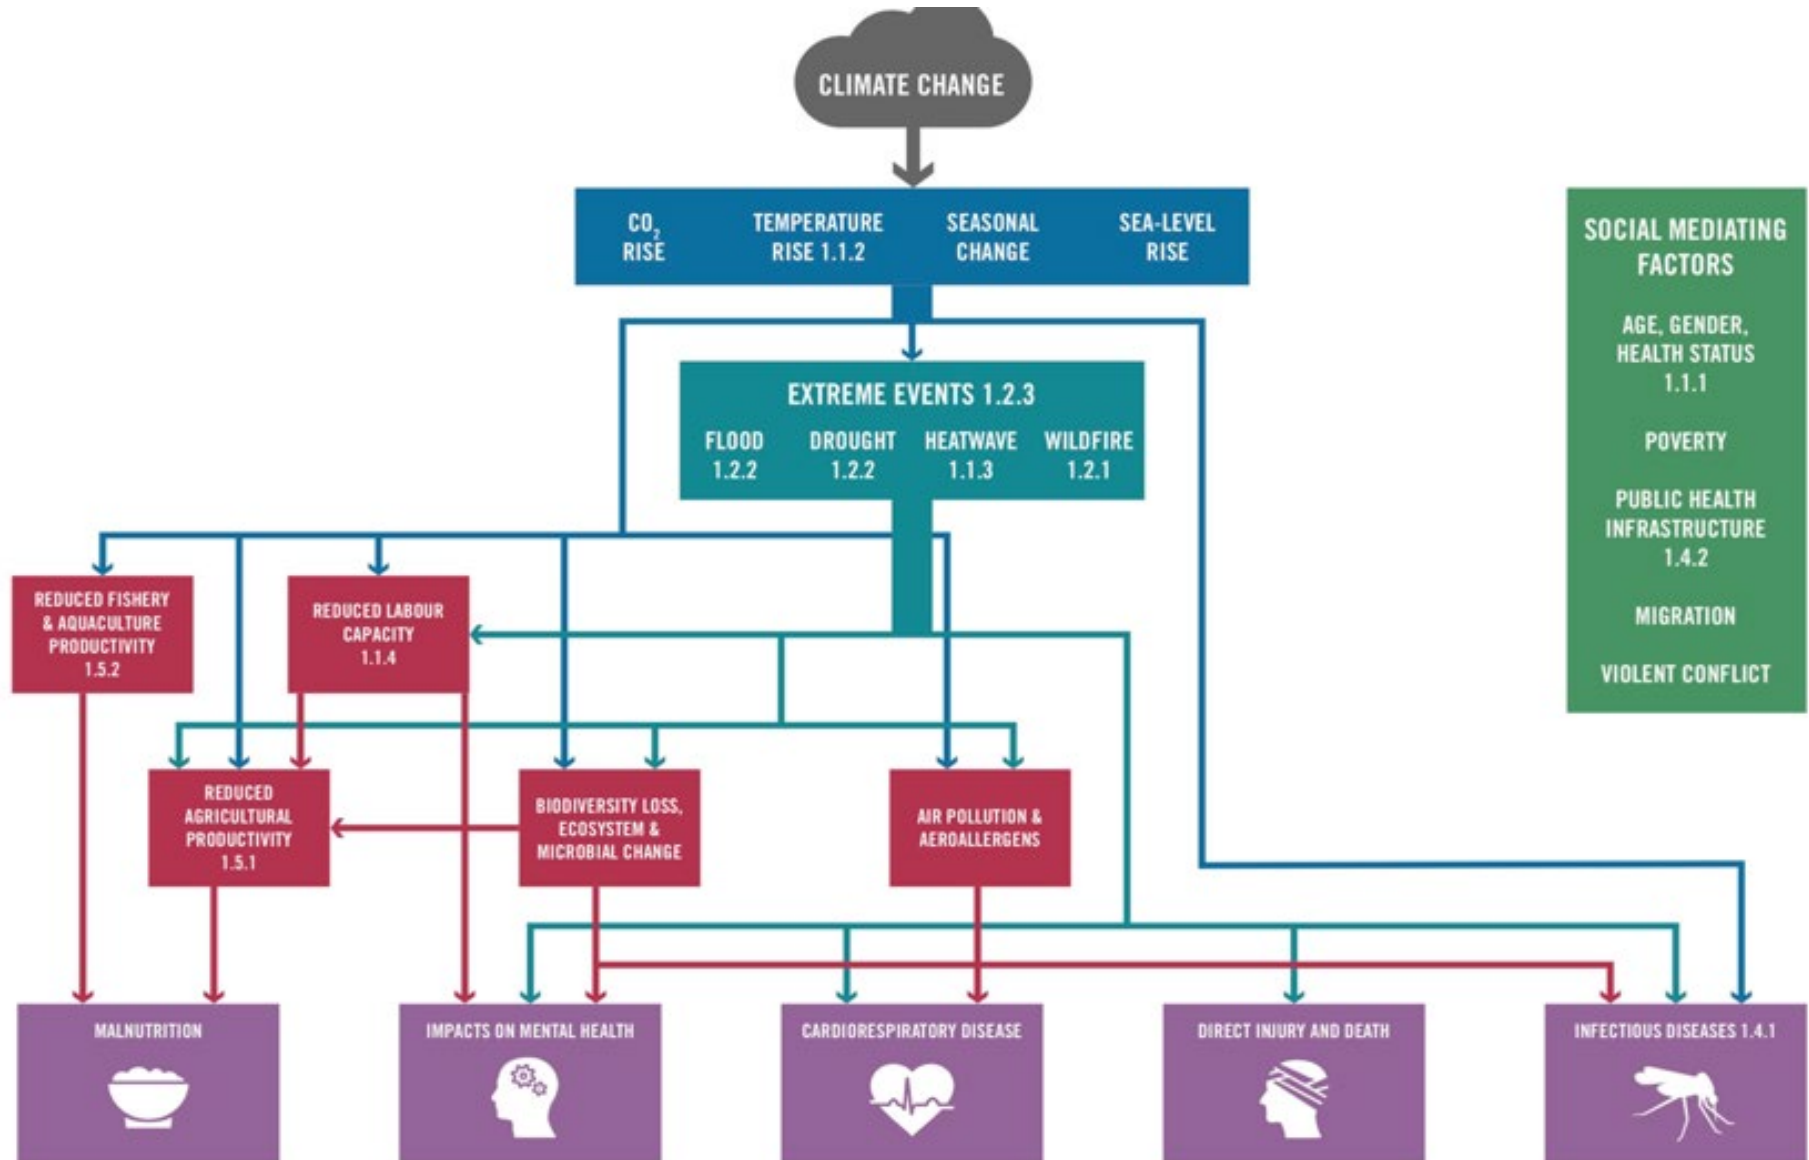 CLIMATE CHANGE
CO₂
RISE
TEMPERATURE
RISE 1.1.2
SEASONAL
CHANGE
SEA-LEVEL
RISE
SOCIAL MEDIATING
FACTORS
AGE, GENDER,
HEALTH STATUS
1.1.1
POVERTY
PUBLIC HEALTH
INFRASTRUCTURE
1.4.2
MIGRATION
VIOLENT CONFLICT
EXTREME EVENTS 1.2.3
FLOOD
1.2.2
DROUGHT
1.2.2
HEATWAVE
1.1.3
WILDFIRE
1.2.1
REDUCED FISHERY
& AQUACULTURE
PRODUCTIVITY
1.5.2
REDUCED LABOUR
CAPACITY
1.1.4
REDUCED
AGRICULTURAL
PRODUCTIVITY
1.5.1
BIODIVERSITY LOSS,
ECOSYSTEM &
MICROBIAL CHANGE
AIR POLLUTION &
AEROALLERGENS
MALNUTRITION
IMPACTS ON MENTAL HEALTH
CARDIORESPIRATORY DISEASE
DIRECT INJURY AND DEATH
INFECTIOUS DISEASES 1.4.1